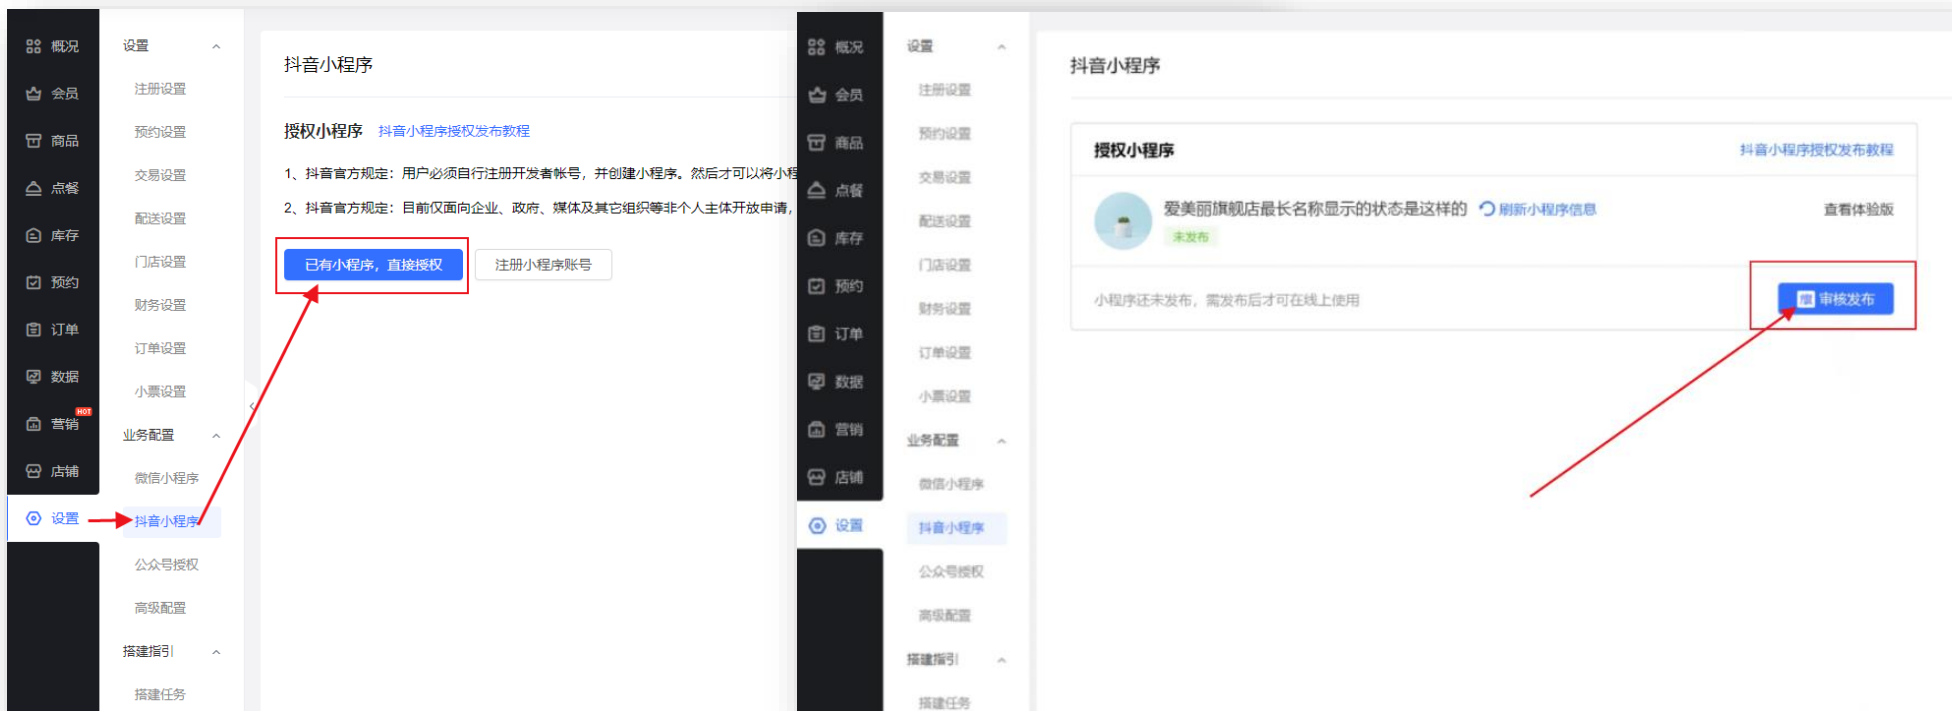 概况
会员
商品
点餐
库存
预约
订单
数据
营销
HOT
店铺
设置
设置
注册设置
预约设置
交易设置
配送设置
门店设置
财务设置
订单设置
小票设置
业务配置
微信小程序
抖音小程序
公众号授权
高级配置
搭建指引
搭建任务
抖音小程序
授权小程序 抖音小程序授权发布教程
1、抖音官方规定：用户必须自行注册开发者帐号，并创建小程序。然后才可以将小程
2、抖音官方规定：目前仅面向企业、政府、媒体及其它组织等非个人主体开放申请，
已有小程序，直接授权 注册小程序账号
概况
会员
商品
点餐
库存
预约
订单
数据
营销
店铺
设置
设置
注册设置
预约设置
交易设置
配送设置
门店设置
财务设置
订单设置
小票设置
业务配置
微信小程序
抖音小程序
公众号授权
高级配置
搭建指引
搭建任务
抖音小程序
授权小程序 抖音小程序授权发布教程
爱美丽旗舰店最长名称显示的状态是这样的 刷新小程序信息 查看体验版
未发布
小程序还未发布，需发布后才可在线上使用 审核发布